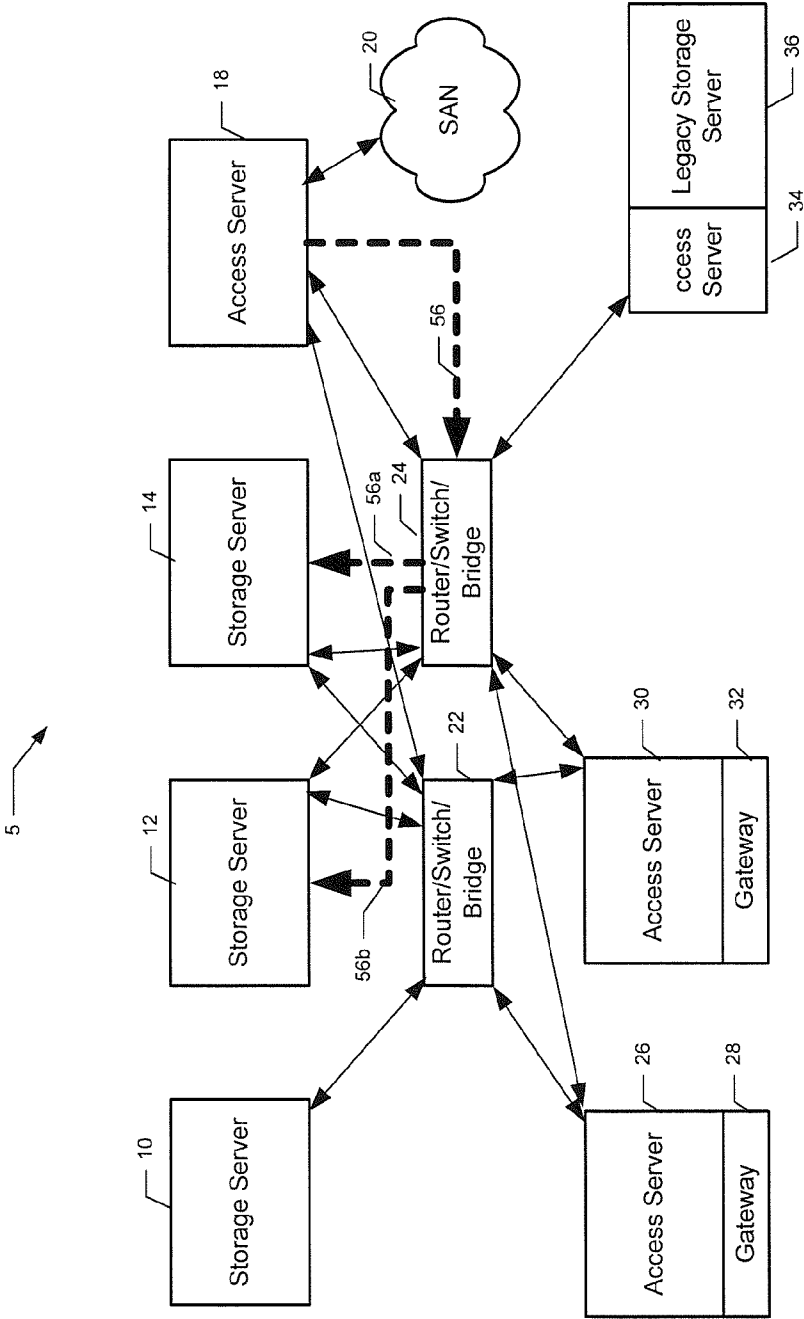 5
10
Storage Server
12
Storage Server
14
Storage Server
18
Access Server
20
SAN
56b
56a
56
22
Router/Switch/
Bridge
24
Router/Switch/
Bridge
26
Access Server
28
Gateway
30
Access Server
32
Gateway
34
ccess
Server
36
Legacy Storage
Server